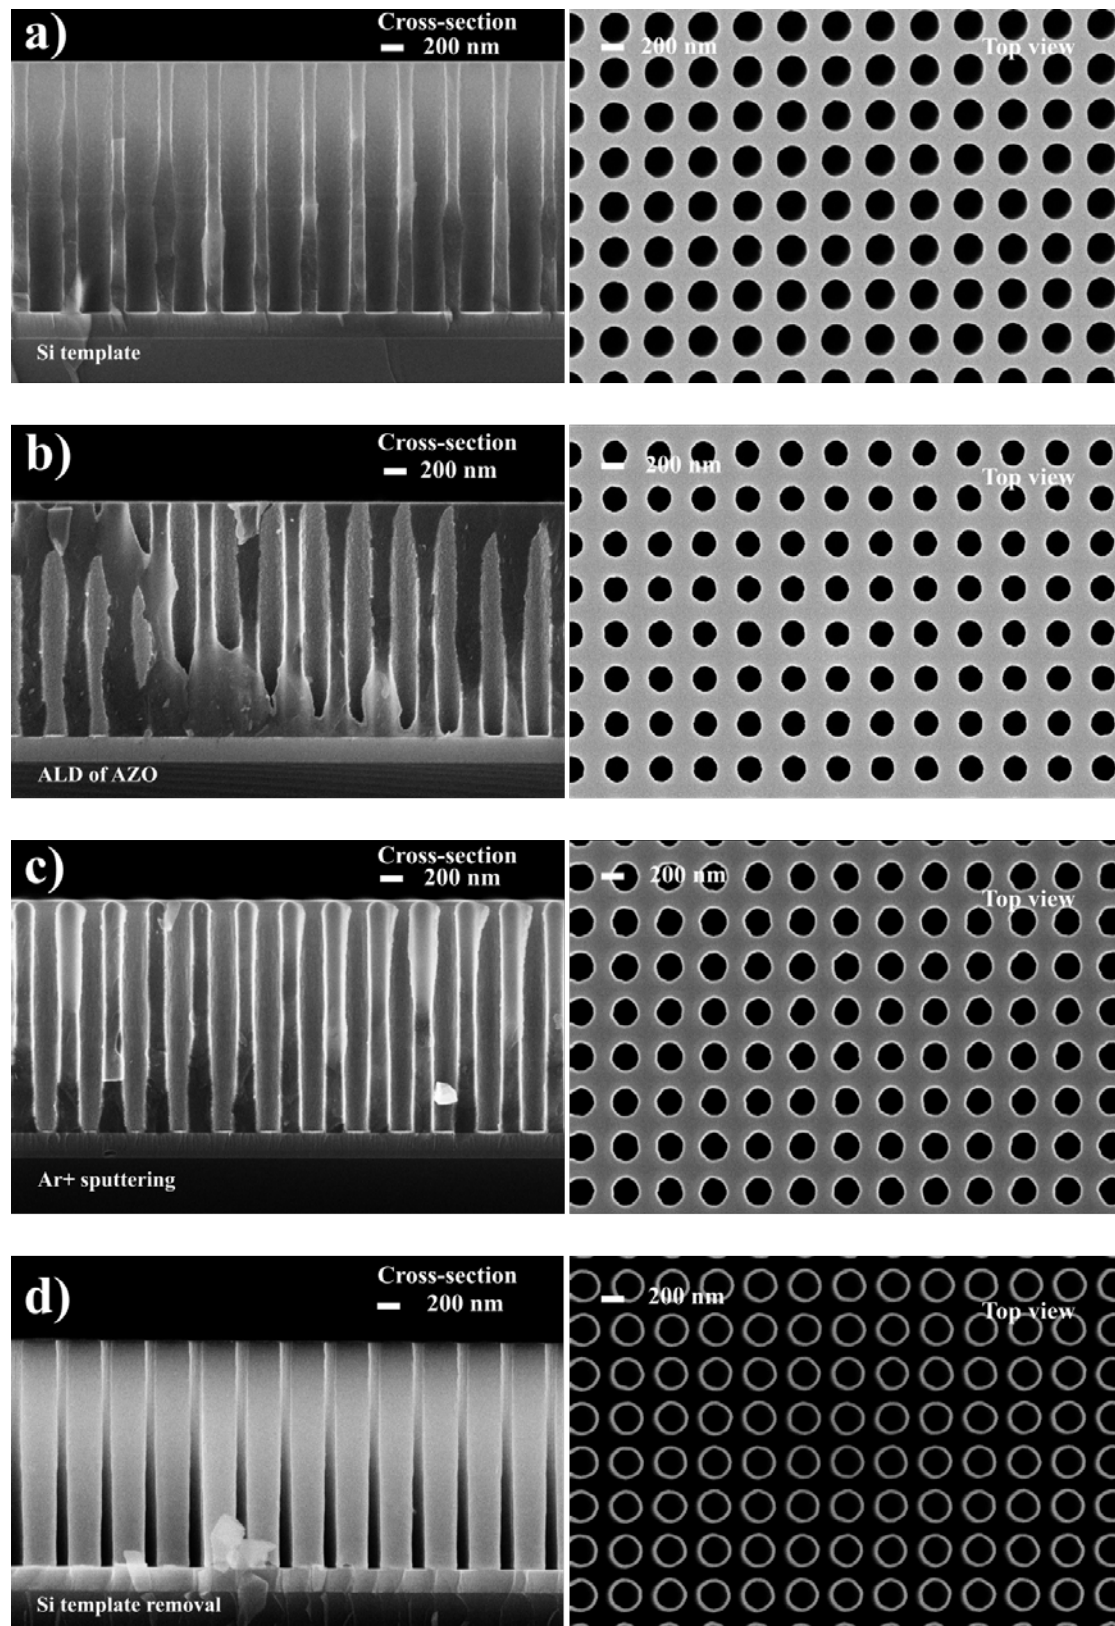 a)
Cross-section
200 nm
Si template
200 nm
Top view
b)
Cross-section
200 nm
ALD of AZO
200 nm
Top view
c)
Cross-section
200 nm
Ar+ sputtering
200 nm
Top view
d)
Cross-section
200 nm
Si template removal
200 nm
Top view